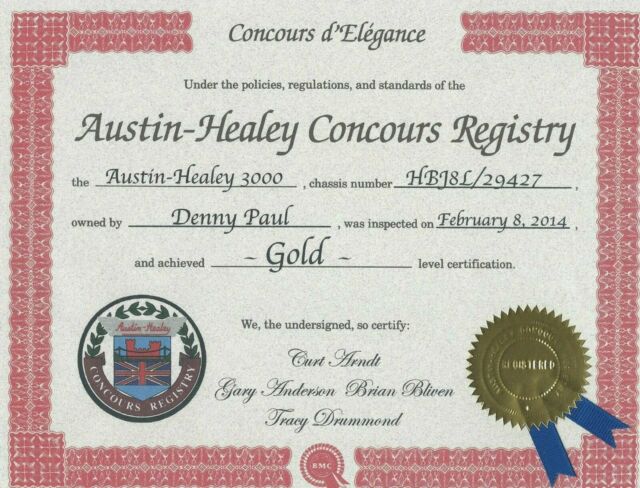 Concours d'Elégance
Under the policies, regulations, and standards of the
Austin-Healey Concours Registry
the Austin-Healey 3000 , chassis number HBJ8L/29427 ,
owned by Denny Paul , was inspected on February 8, 2014 ,
and achieved ~ Gold ~ level certification.
We, the undersigned, so certify:
Curt Arndt
Gary Anderson Brian Bliven
Tracy Drummond
Austin-Healey
CONCOURS REGISTRY
REGISTERED
BMC